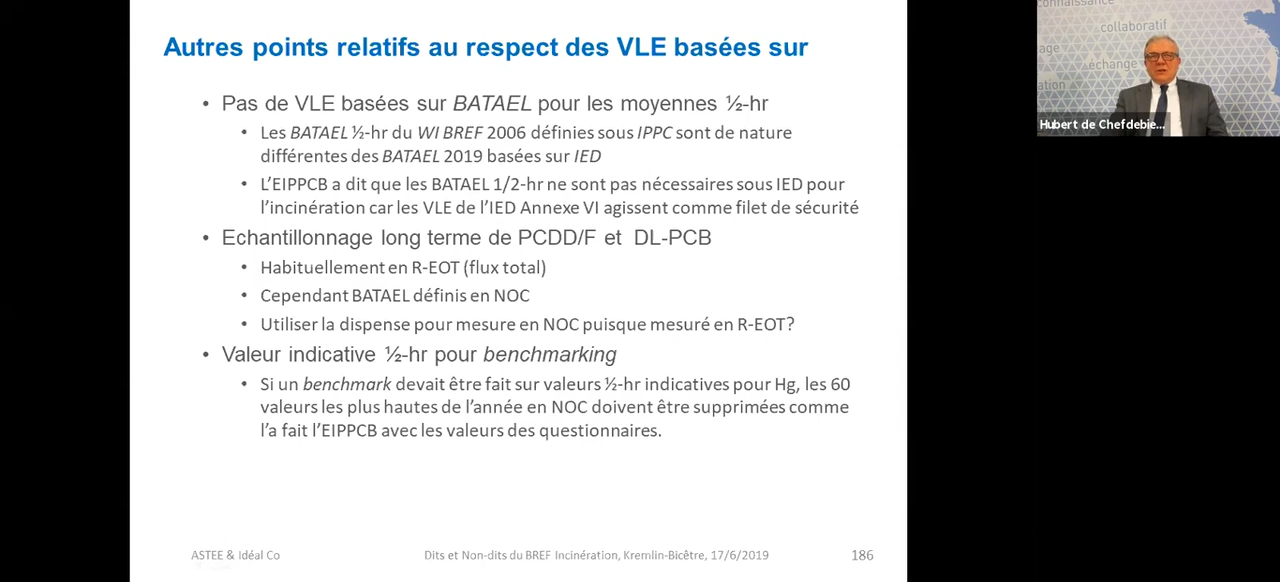 Autres points relatifs au respect des VLE basées sur
• Pas de VLE basées sur BATAEL pour les moyennes ½-hr
• Les BATAEL ½-hr du WI BREF 2006 définies sous IPPC sont de nature
différentes des BATAEL 2019 basées sur IED
• L’EIPPCB a dit que les BATAEL 1/2-hr ne sont pas nécessaires sous IED pour
l’incinération car les VLE de l’IED Annexe VI agissent comme filet de sécurité
• Echantillonnage long terme de PCDD/F et DL-PCB
• Habituellement en R-EOT (flux total)
• Cependant BATAEL définis en NOC
• Utiliser la dispense pour mesure en NOC puisque mesuré en R-EOT?
• Valeur indicative ½-hr pour benchmarking
• Si un benchmark devait être fait sur valeurs ½-hr indicatives pour Hg, les 60
valeurs les plus hautes de l’année en NOC doivent être supprimées comme
l’a fait l’EIPPCB avec les valeurs des questionnaires.
ASTEE & Idéal Co
Dits et Non-dits du BREF Incinération, Kremlin-Bicêtre, 17/6/2019
186
connaissance
collaboratif
age
échange
ation
Hubert de Chefdebie...